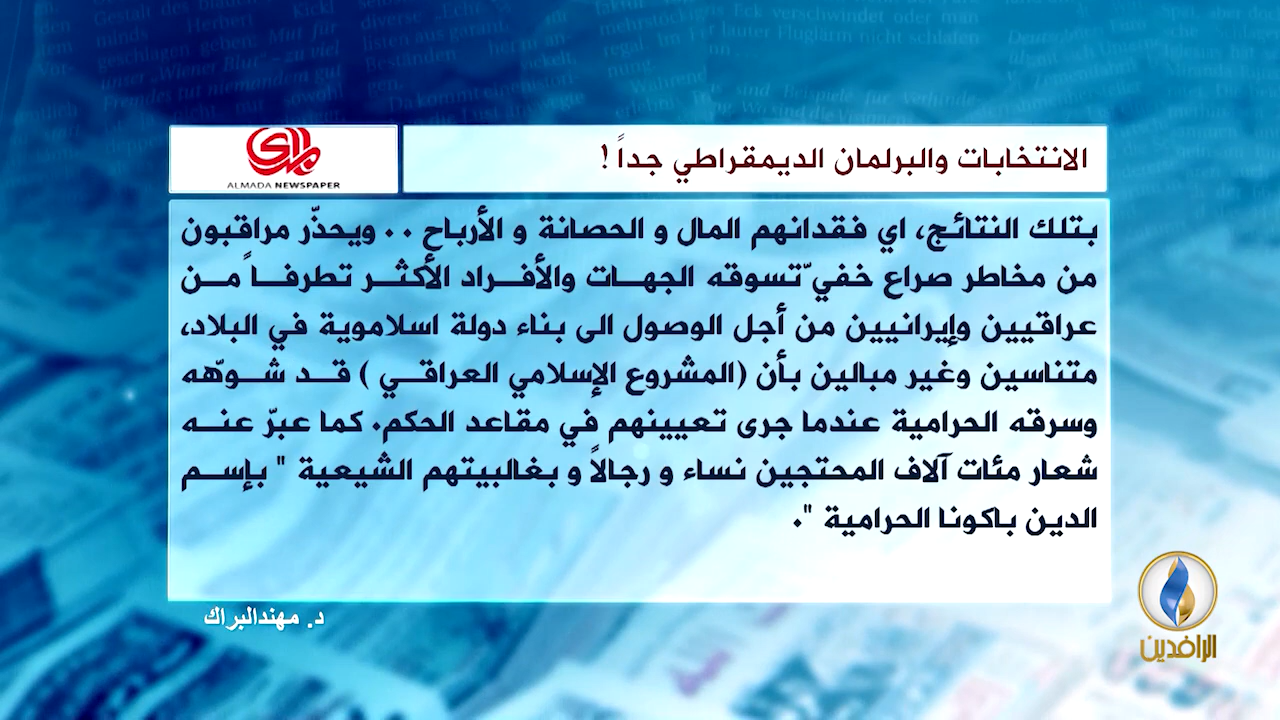 المدى
ALMADA NEWSPAPER
الانتخابات والبرلمان الديمقراطي جداً !
بتلك النتائج، اي فقدانهم المال و الحصانة و الأرباح . . ويحذّر مراقبون
من مخاطر صراع خفيّ تسوقه الجهات والأفراد الأكثر تطرفاً من
عراقيين وإيرانيين من أجل الوصول الى بناء دولة اسلاموية في البلاد،
متناسين وغير مبالين بأن (المشروع الإسلامي العراقي ) قد شوّهه
وسرقه الحرامية عندما جرى تعيينهم في مقاعد الحكم. كما عبّر عنه
شعار مئات آلاف المحتجين نساء و رجالاً و بغالبيتهم الشيعية " بإسم
الدين باكونا الحرامية ".
د. مهندالبراك
الرافدين